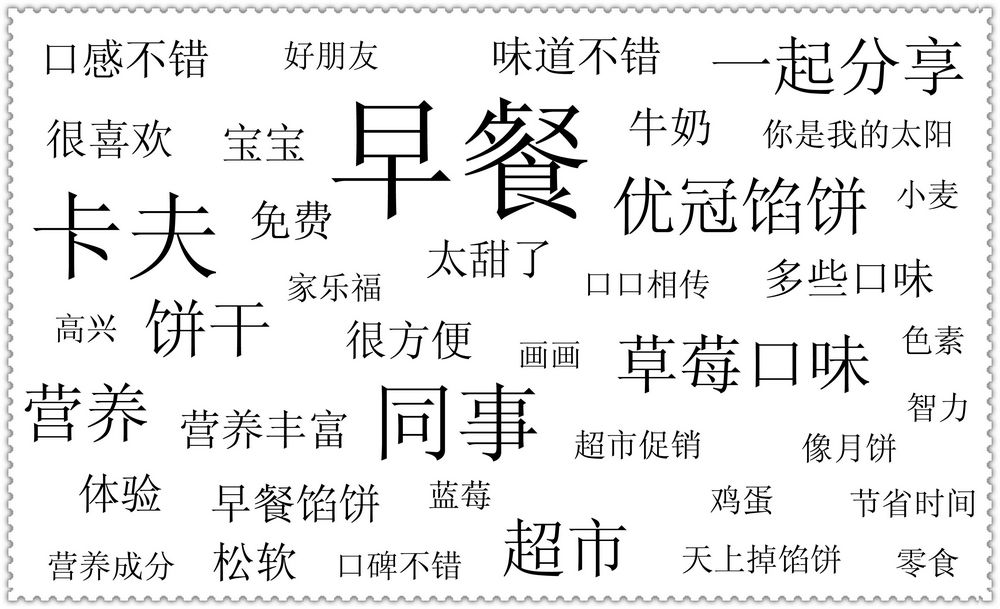 口感不错
好朋友
味道不错
一起分享
很喜欢
宝宝
早餐
牛奶
你是我的太阳
卡夫
免费
优冠馅饼
小麦
太甜了
家乐福
口口相传
多些口味
高兴
饼干
很方便
画画
草莓口味
色素
营养
营养丰富
同事
超市促销
像月饼
智力
体验
早餐馅饼
蓝莓
鸡蛋
节省时间
营养成分
松软
口碑不错
超市
天上掉馅饼
零食